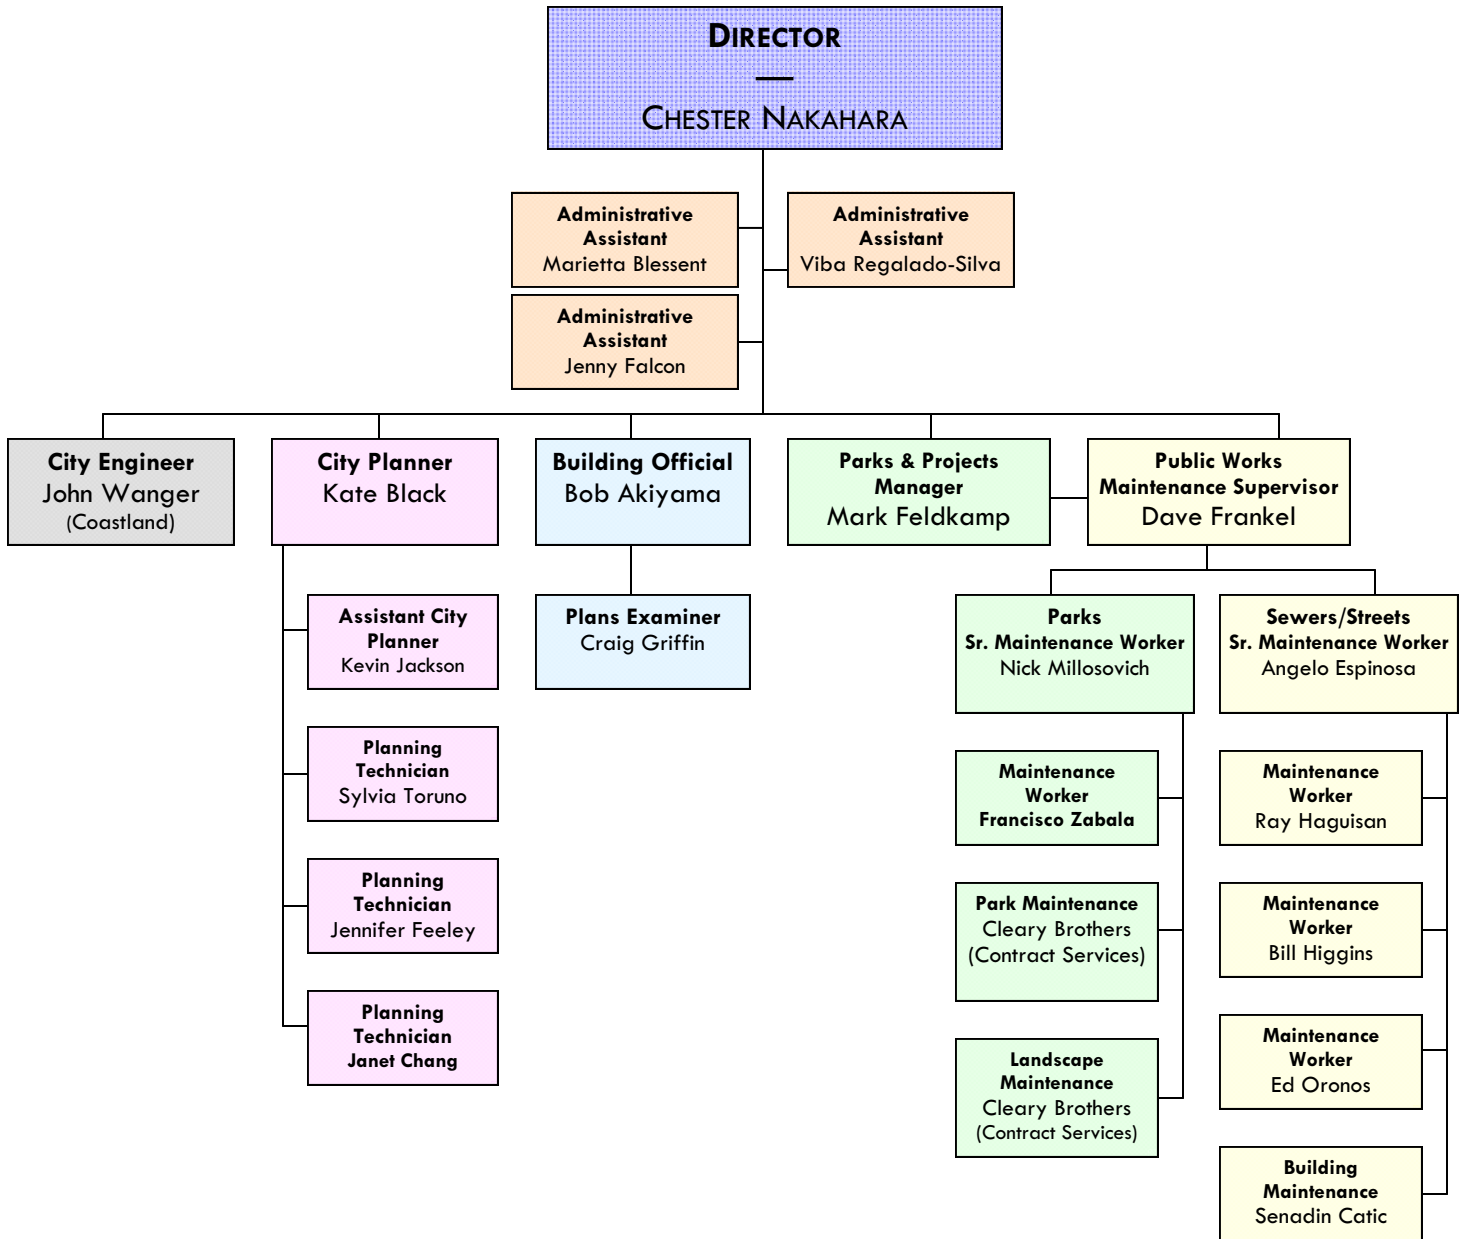 DIRECTOR
—
CHESTER NAKAHARA
Administrative
Assistant
Marietta Blessent
Administrative
Assistant
Viba Regalado-Silva
Administrative
Assistant
Jenny Falcon
City Engineer
John Wanger
(Coastland)
City Planner
Kate Black
Building Official
Bob Akiyama
Parks & Projects
Manager
Mark Feldkamp
Public Works
Maintenance Supervisor
Dave Frankel
Assistant City
Planner
Kevin Jackson
Planning
Technician
Sylvia Toruno
Planning
Technician
Jennifer Feeley
Planning
Technician
Janet Chang
Plans Examiner
Craig Griffin
Parks
Sr. Maintenance Worker
Nick Millosovich
Maintenance
Worker
Francisco Zabala
Park Maintenance
Cleary Brothers
(Contract Services)
Landscape
Maintenance
Cleary Brothers
(Contract Services)
Sewers/Streets
Sr. Maintenance Worker
Angelo Espinosa
Maintenance
Worker
Ray Haguisan
Maintenance
Worker
Bill Higgins
Maintenance
Worker
Ed Oronos
Building
Maintenance
Senadin Catic